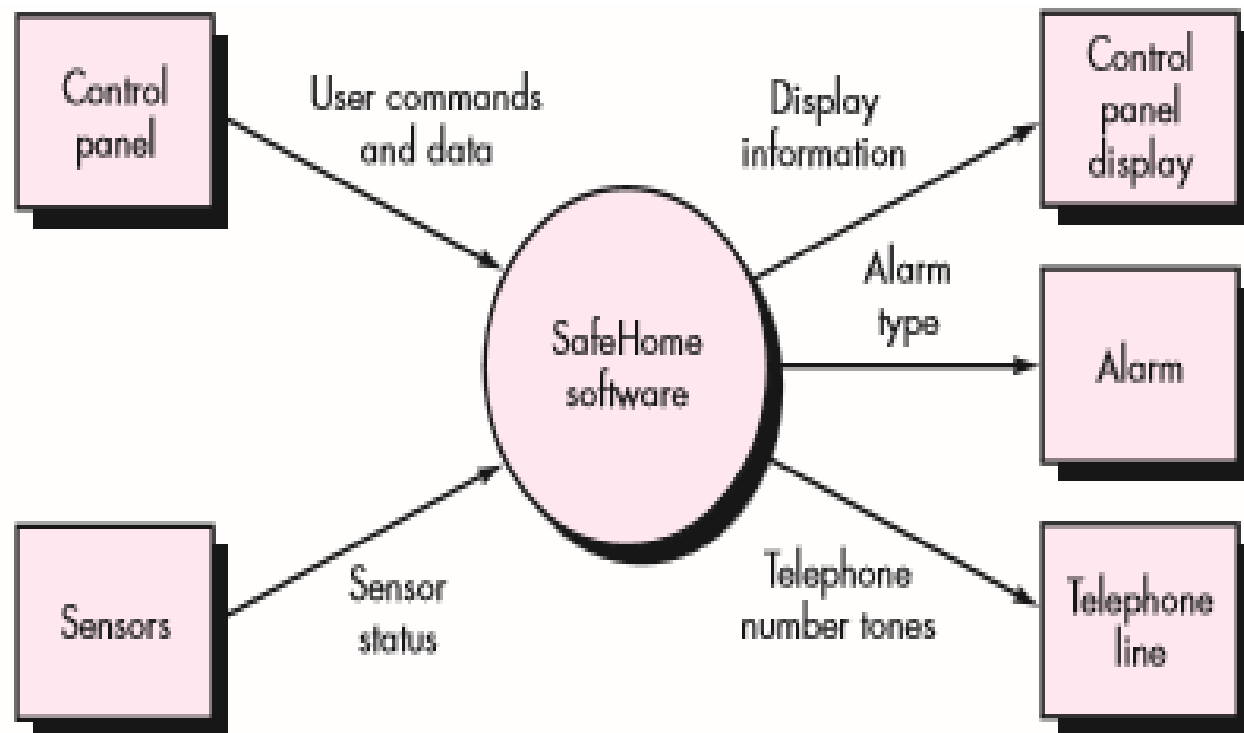 Control
panel
User commands
and data
Display
information
Control
panel
display
SafeHome
software
Alarm
type
Alarm
Sensors
Sensor
status
Telephone
number tones
Telephone
line